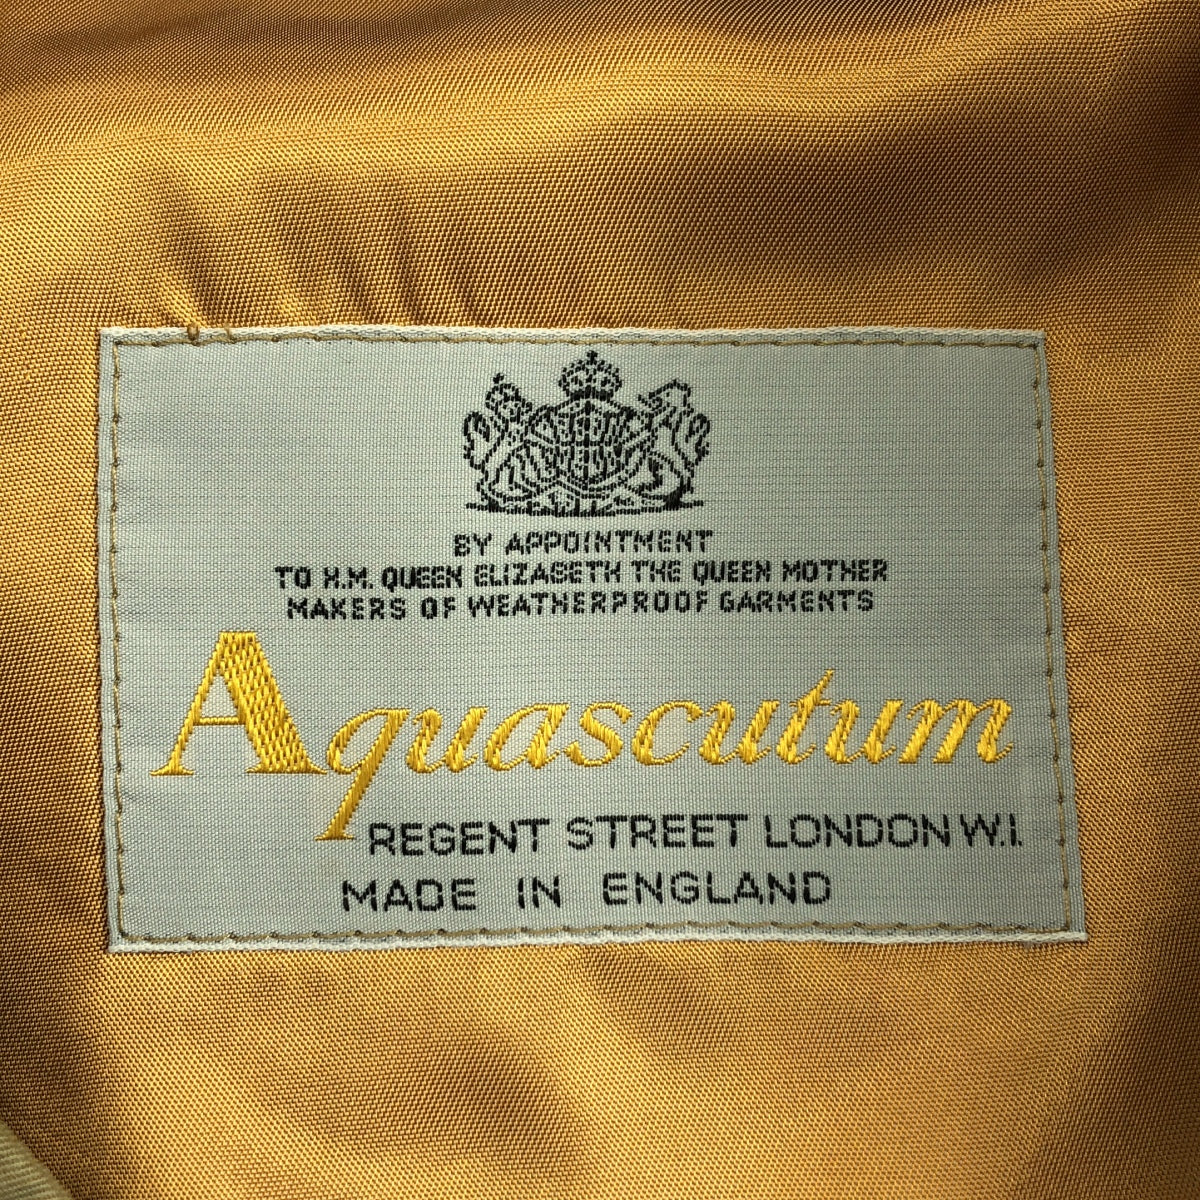 BY APPOINTMENT
TO H.M. QUEEN ELIZABETH THE QUEEN MOTHER
MAKERS OF WEATHERPROOF GARMENTS
Aquascutum
REGENT STREET LONDON W.I.
MADE IN ENGLAND